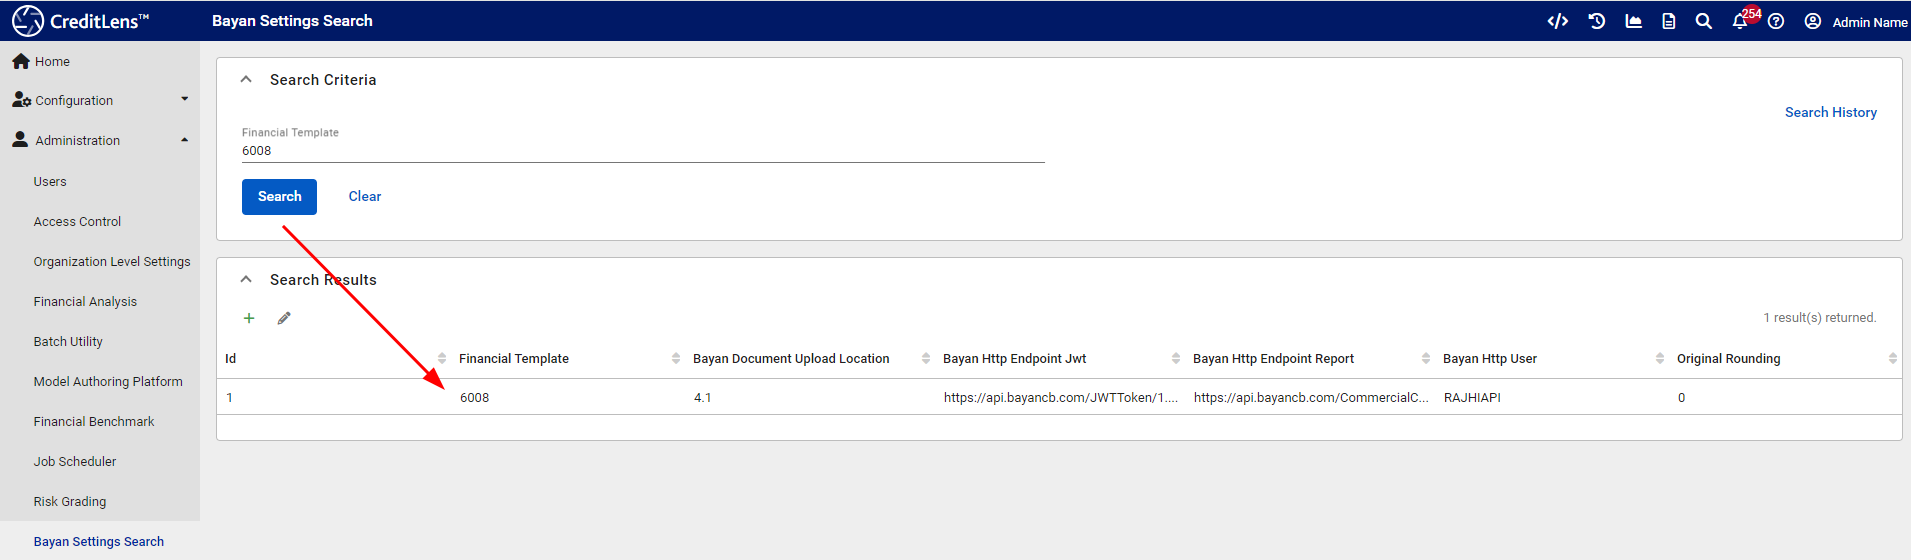 CreditLens™
Bayan Settings Search
254
Admin Name
Home
Configuration
Administration
Users
Access Control
Organization Level Settings
Financial Analysis
Batch Utility
Model Authoring Platform
Financial Benchmark
Job Scheduler
Risk Grading
Bayan Settings Search
Search Criteria
Search History
Financial Template
6008
Search Clear
Search Results
1 result(s) returned.
Id Financial Template Bayan Document Upload Location Bayan Http Endpoint Jwt Bayan Http Endpoint Report Bayan Http User Original Rounding
1 6008 4.1 https://api.bayancb.com/JWTToken/1.... https://api.bayancb.com/CommercialC... RAJHIAPI 0